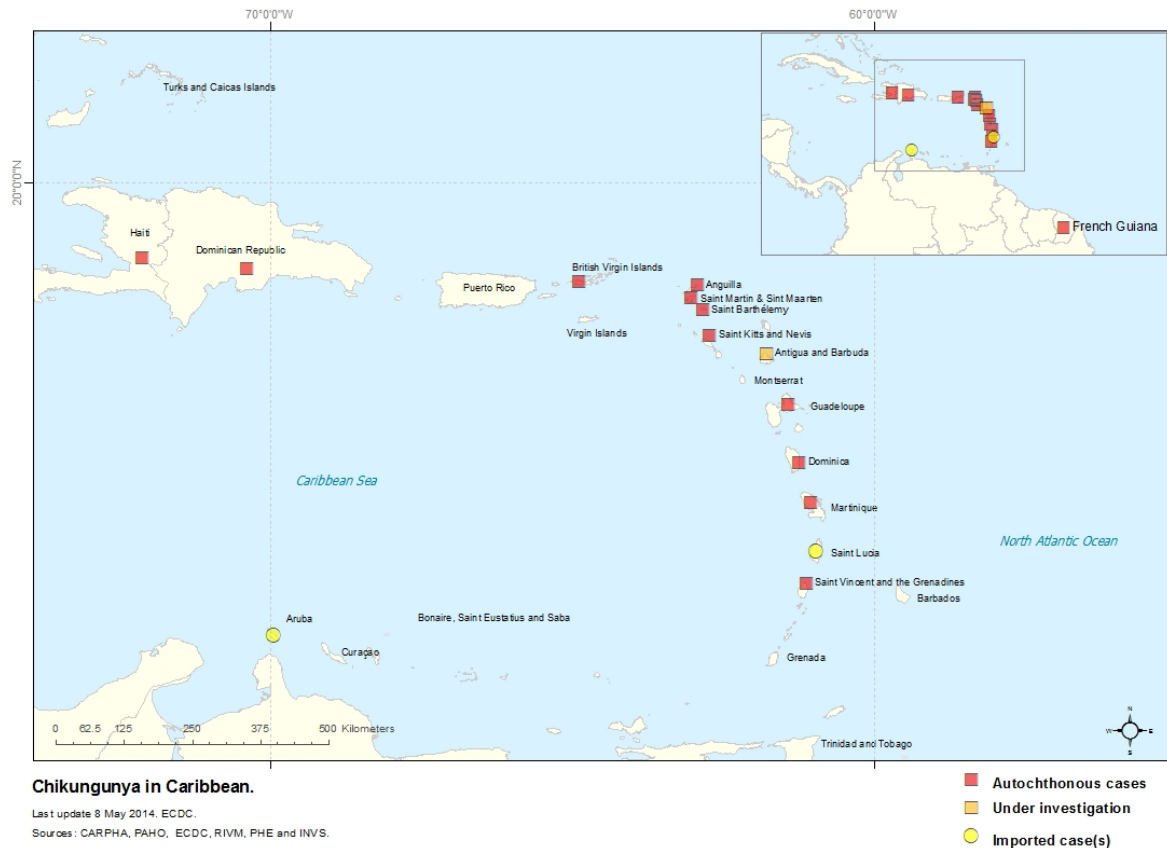 70°0'0"W
60°0'0"W
20°0'0"N
Turks and Caicas Islands
French Guiana
Haiti
Dominican Republic
Puerto Rico
British Virgin Islands
Virgin Islands
Anguilla
Saint Martin & Sint Maarten
Saint Barthélemy
Saint Kitts and Nevis
Antigua and Barbuda
Montserrat
Guadeloupe
Dominica
Caribbean Sea
Martinique
North Atlantic Ocean
Saint Lucia
Saint Vincent and the Grenadines
Barbados
Aruba
Bonaire, Saint Eustatius and Saba
Curaçao
Grenada
0 62.5 125 250 375 500 Kilometers
Trinidad and Tobago
N
W E
S
Chikungunya in Caribbean.
Last update 8 May 2014. ECDC.
Sources: CARPHA, PAHO, ECDC, RIVM, PHE and INVS.
Autochthonous cases
Under investigation
Imported case(s)